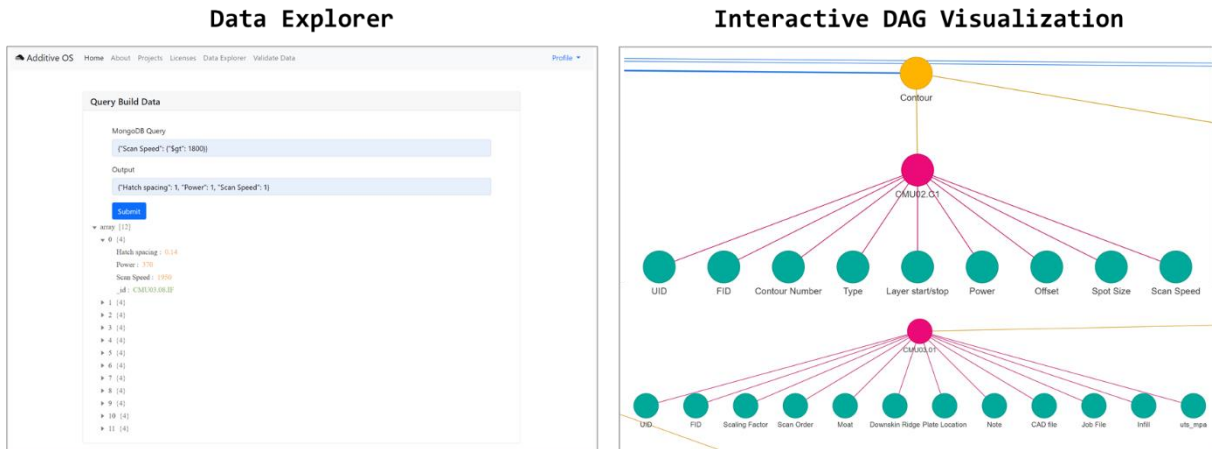 Data Explorer
Additive OS Home About Projects Licenses Data Explorer Validate Data Profile
Query Build Data
MongoDB Query
{"Scan Speed": {"$gt": 1800}}
Output
{"Hatch spacing": 1, "Power": 1, "Scan Speed": 1}
Submit
array {12}
0 {4}
Hatch spacing : 0.14
Power : 370
Scan Speed : 1950
_id : CMU03.08.IF
1 {4}
2 {4}
3 {4}
4 {4}
5 {4}
6 {4}
7 {4}
8 {4}
9 {4}
10 {4}
11 {4}
Interactive DAG Visualization
Contour
CMU02.C1
UID FID Contour Number Type Layer start/stop Power Offset Spot Size Scan Speed
CMU03.01
UID FID Scaling Factor Scan Order Moat Downskin Ridge Plate Location Note CAD file Job File Infill uts_mpa